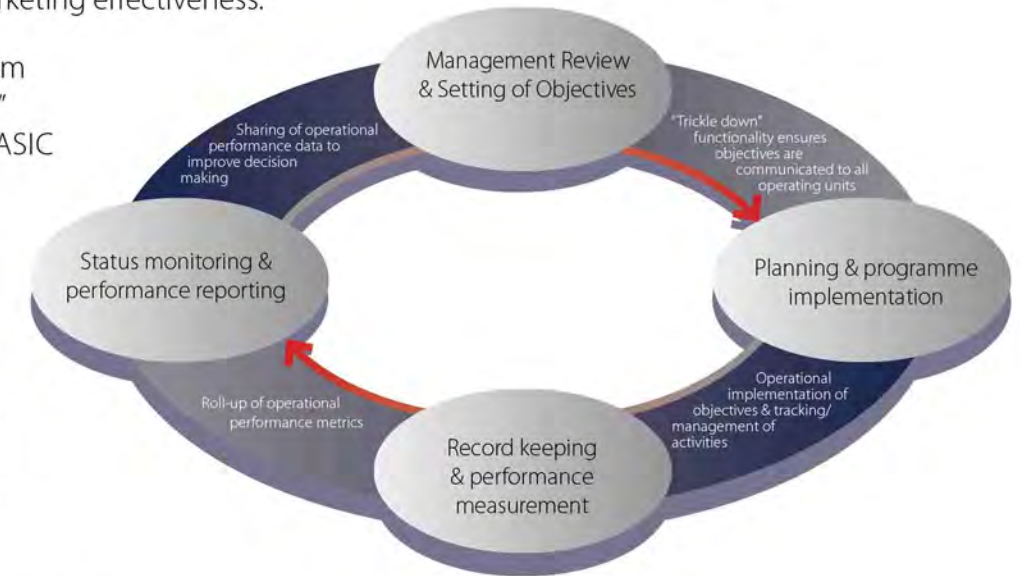 rketing effectiveness.
m
"
ASIC
Management Review
& Setting of Objectives
Sharing of operational
performance data to
improve decision
making
"Trickle down"
functionality ensures
objectives are
communicated to all
operating units
Status monitoring &
performance reporting
Planning & programme
implementation
Roll-up of operational
performance metrics
Operational
implementation of
objectives & tracking/
management of
activities
Record keeping
& performance
measurement